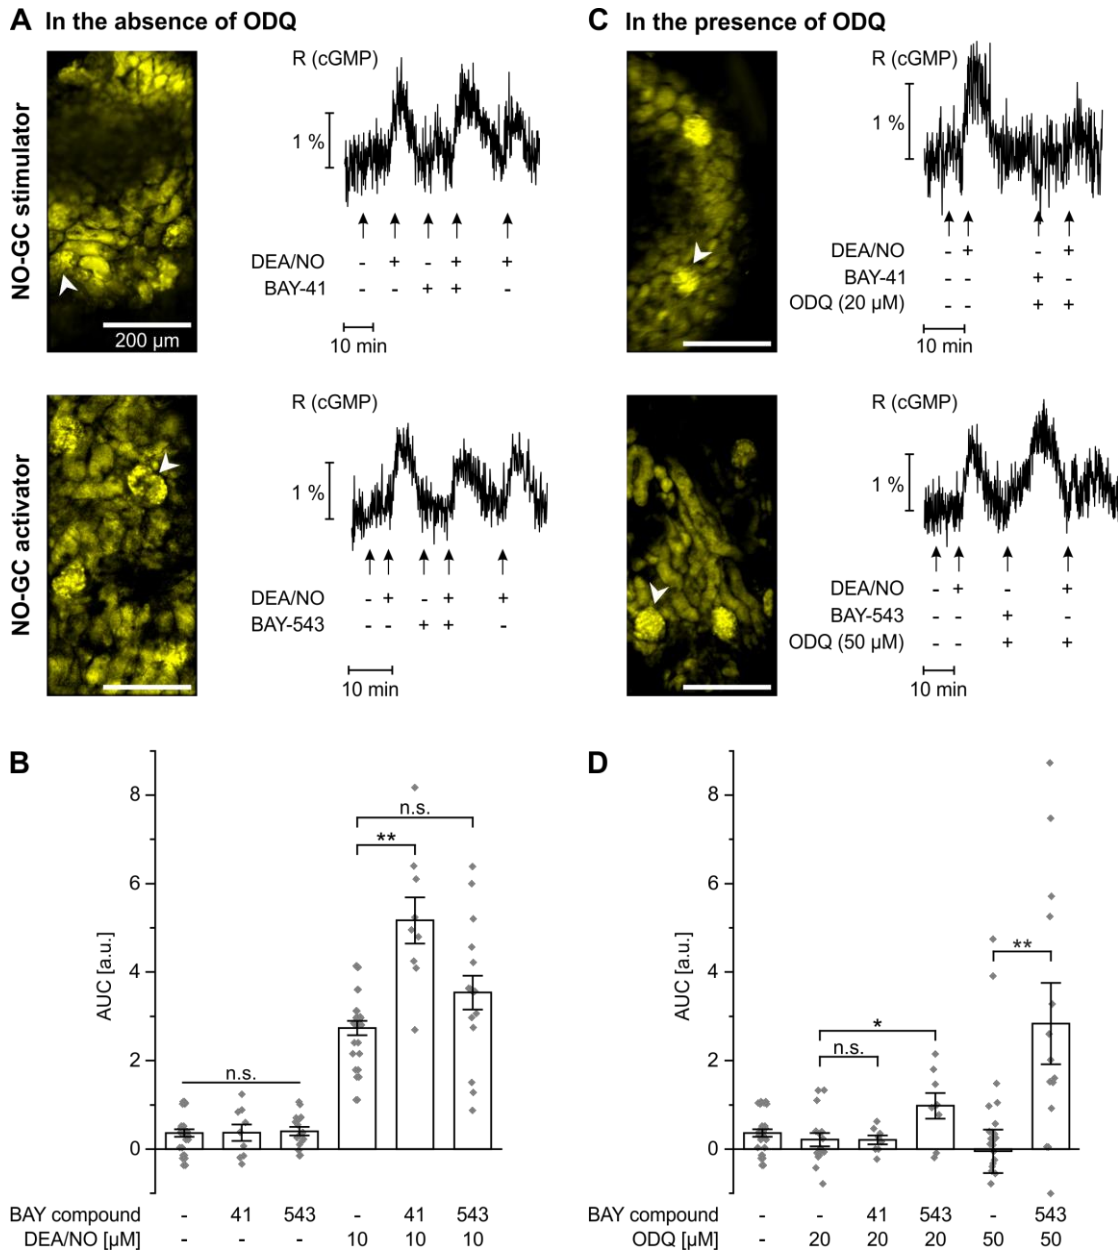 A In the absence of ODQ
NO-GC stimulator
200 µm
R (cGMP)
1 %
DEA/NO - + - + +
BAY-41 - - + + -
10 min
NO-GC activator
R (cGMP)
1 %
DEA/NO - + - + +
BAY-543 - - + + -
10 min
C In the presence of ODQ
R (cGMP)
1 %
DEA/NO - + - +
BAY-41 - - + -
ODQ (20 µM) - - + +
10 min
R (cGMP)
1 %
DEA/NO - + - +
BAY-543 - - + -
ODQ (50 µM) - - + +
10 min
B
AUC [a.u.]
8
6
4
2
0
n.s.
n.s.
**
BAY compound - 41 543 - 41 543
DEA/NO [µM] - - - 10 10 10
D
AUC [a.u.]
8
6
4
2
0
n.s.
*
**
BAY compound - - 41 543 - 543
ODQ [µM] - 20 20 20 50 50